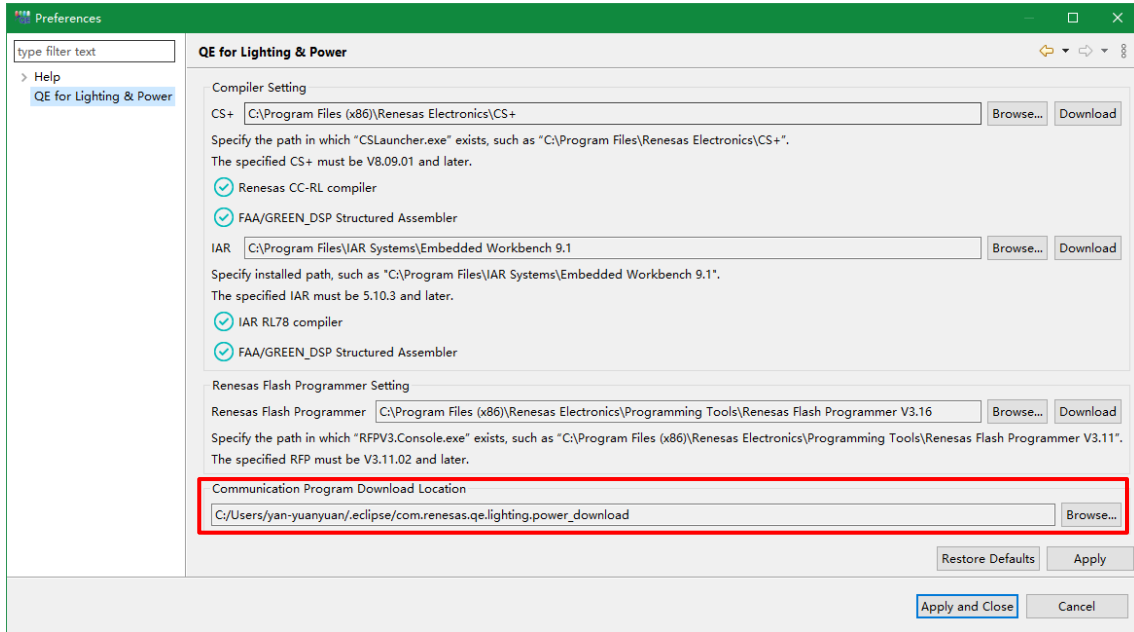 Preferences
type filter text
QE for Lighting & Power
Help
QE for Lighting & Power
Compiler Setting
CS+ C:\Program Files (x86)\Renesas Electronics\CS+ Browse... Download
Specify the path in which “CSLauncher.exe” exists, such as “C:\Program Files\Renesas Electronics\CS+”.
The specified CS+ must be V8.09.01 and later.
Renesas CC-RL compiler
FAA/GREEN_DSP Structured Assembler
IAR C:\Program Files\IAR Systems\Embedded Workbench 9.1 Browse... Download
Specify installed path, such as "C:\Program Files\IAR Systems\Embedded Workbench 9.1".
The specified IAR must be 5.10.3 and later.
IAR RL78 compiler
FAA/GREEN_DSP Structured Assembler
Renesas Flash Programmer Setting
Renesas Flash Programmer C:\Program Files (x86)\Renesas Electronics\Programming Tools\Renesas Flash Programmer V3.16 Browse... Download
Specify the path in which “RFPV3.Console.exe” exists, such as “C:\Program Files (x86)\Renesas Electronics\Programming Tools\Renesas Flash Programmer V3.11”.
The specified RFP must be V3.11.02 and later.
Communication Program Download Location
C:/Users/yan-yuanyuan/.eclipse/com.renesas.qe.lighting.power_download Browse...
Restore Defaults Apply
Apply and Close Cancel